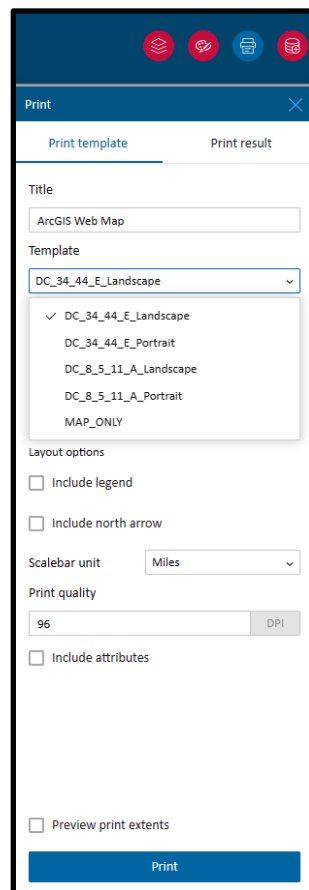 Print
Print template Print result
Title
ArcGIS Web Map
Template
DC_34_44_E_Landscape
DC_34_44_E_Landscape
DC_34_44_E_Portrait
DC_8_5_11_A_Landscape
DC_8_5_11_A_Portrait
MAP_ONLY
Layout options
Include legend
Include north arrow
Scalebar unit Miles
Print quality
96 DPI
Include attributes
Preview print extents
Print